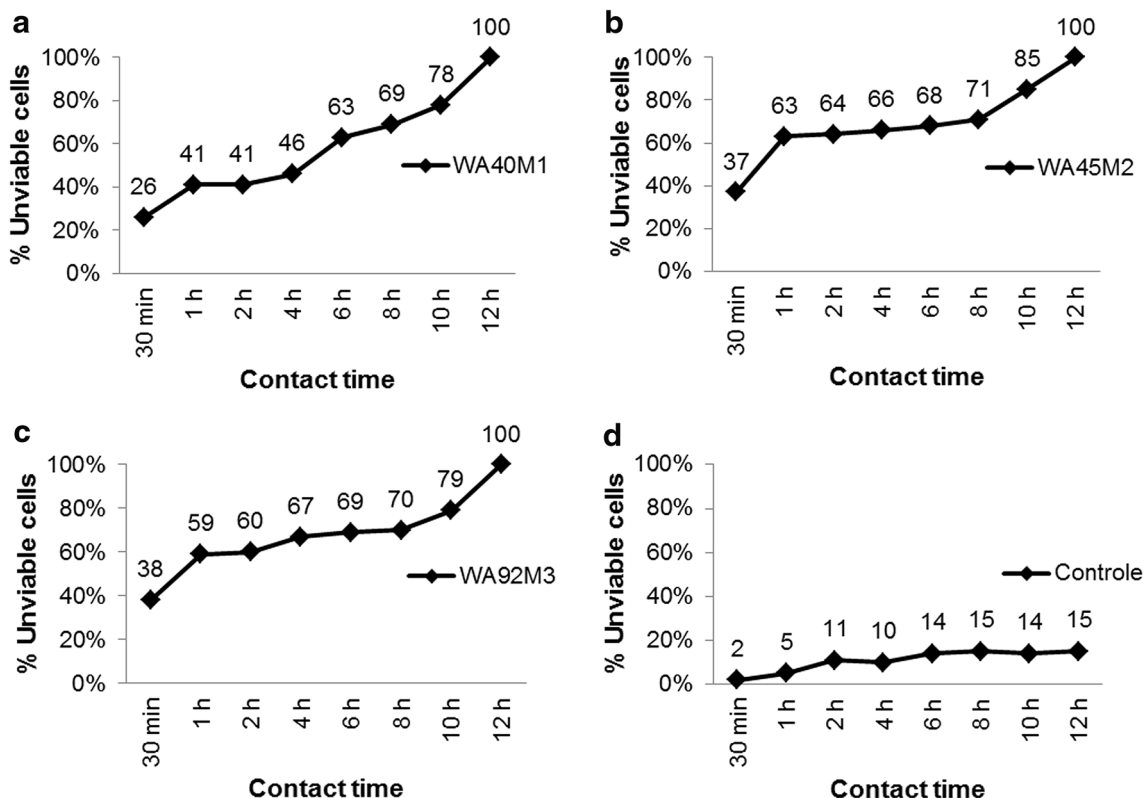 a
% Unviable cells
100%
80%
60%
40%
20%
0%
26
41
41
46
63
69
78
100
WA40M1
30 min
1 h
2 h
4 h
6 h
8 h
10 h
12 h
Contact time
b
% Unviable cells
100%
80%
60%
40%
20%
0%
37
63
64
66
68
71
85
100
WA45M2
30 min
1 h
2 h
4 h
6 h
8 h
10 h
12 h
Contact time
c
% Unviable cells
100%
80%
60%
40%
20%
0%
38
59
60
67
69
70
79
100
WA92M3
30 min
1 h
2 h
4 h
6 h
8 h
10 h
12 h
Contact time
d
% Unviable cells
100%
80%
60%
40%
20%
0%
2
5
11
10
14
15
14
15
Controle
30 min
1 h
2 h
4 h
6 h
8 h
10 h
12 h
Contact time